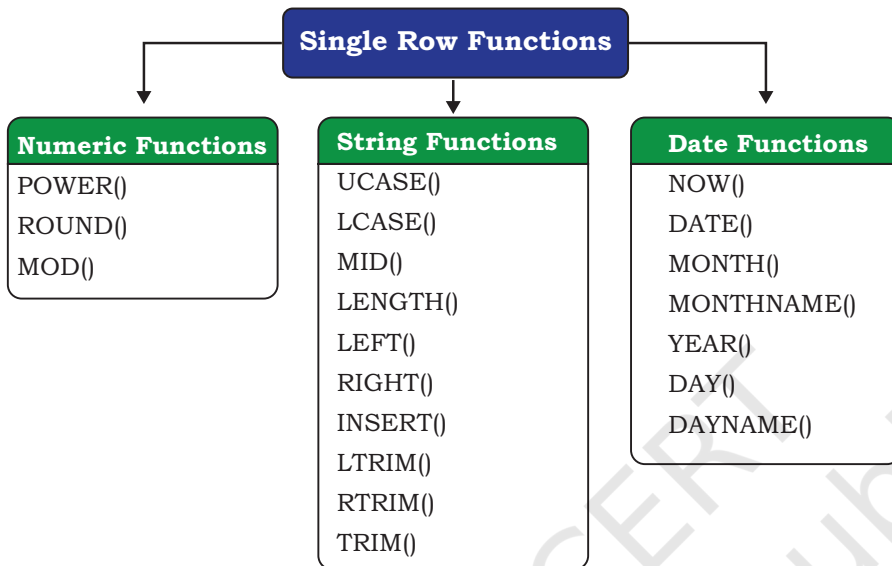 Single Row Functions
Numeric Functions
POWER()
ROUND()
MOD()
String Functions
UCASE()
LCASE()
MID()
LENGTH()
LEFT()
RIGHT()
INSERT()
LTRIM()
RTRIM()
TRIM()
Date Functions
NOW()
DATE()
MONTH()
MONTHNAME()
YEAR()
DAY()
DAYNAME()